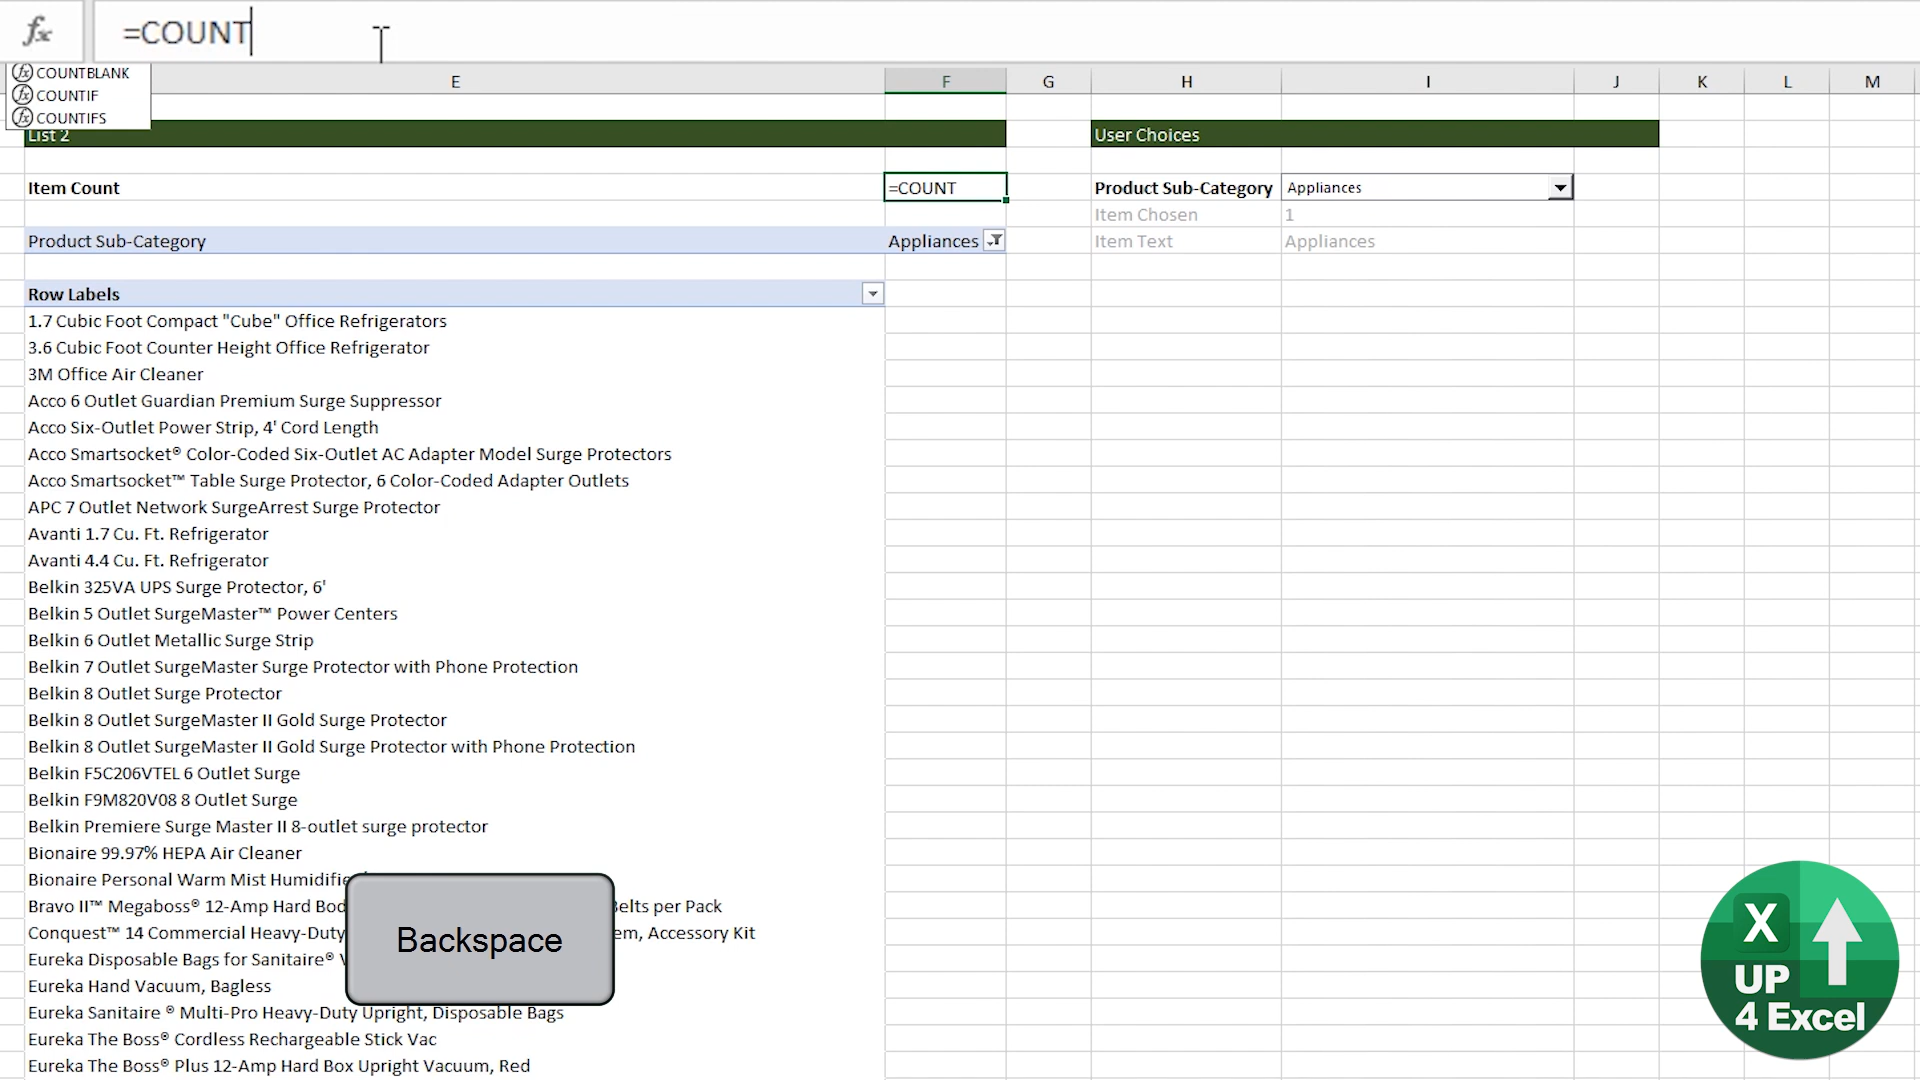 fx =COUNT
fx COUNTBLANK
fx COUNTIF
fx COUNTIFS
E F G H I J K L M
List 2 User Choices
Item Count =COUNT Product Sub-Category Appliances
Item Chosen 1
Product Sub-Category Appliances Item Text Appliances
Row Labels
1.7 Cubic Foot Compact "Cube" Office Refrigerators
3.6 Cubic Foot Counter Height Office Refrigerator
3M Office Air Cleaner
Acco 6 Outlet Guardian Premium Surge Suppressor
Acco Six-Outlet Power Strip, 4' Cord Length
Acco Smartsocket® Color-Coded Six-Outlet AC Adapter Model Surge Protectors
Acco Smartsocket™ Table Surge Protector, 6 Color-Coded Adapter Outlets
APC 7 Outlet Network SurgeArrest Surge Protector
Avanti 1.7 Cu. Ft. Refrigerator
Avanti 4.4 Cu. Ft. Refrigerator
Belkin 325VA UPS Surge Protector, 6'
Belkin 5 Outlet SurgeMaster™ Power Centers
Belkin 6 Outlet Metallic Surge Strip
Belkin 7 Outlet SurgeMaster Surge Protector with Phone Protection
Belkin 8 Outlet Surge Protector
Belkin 8 Outlet SurgeMaster II Gold Surge Protector
Belkin 8 Outlet SurgeMaster II Gold Surge Protector with Phone Protection
Belkin F5C206VTEL 6 Outlet Surge
Belkin F9M820V08 8 Outlet Surge
Belkin Premiere Surge Master II 8-outlet surge protector
Bionaire 99.97% HEPA Air Cleaner
Bionaire Personal Warm Mist
Bravo II™ Megaboss® 12-Amp Hard Belts per Pack
Conquest™ 14 Commercial Heavy-Duty Accessory Kit
Backspace
Eureka Disposable Bags for Sanitaire®
Eureka Hand Vacuum, Bagless
Eureka Sanitaire ® Multi-Pro Heavy-Duty Upright, Disposable Bags
Eureka The Boss® Cordless Rechargeable Stick Vac
Eureka The Boss® Plus 12-Amp Hard Box Upright Vacuum, Red
X
UP
4 Excel